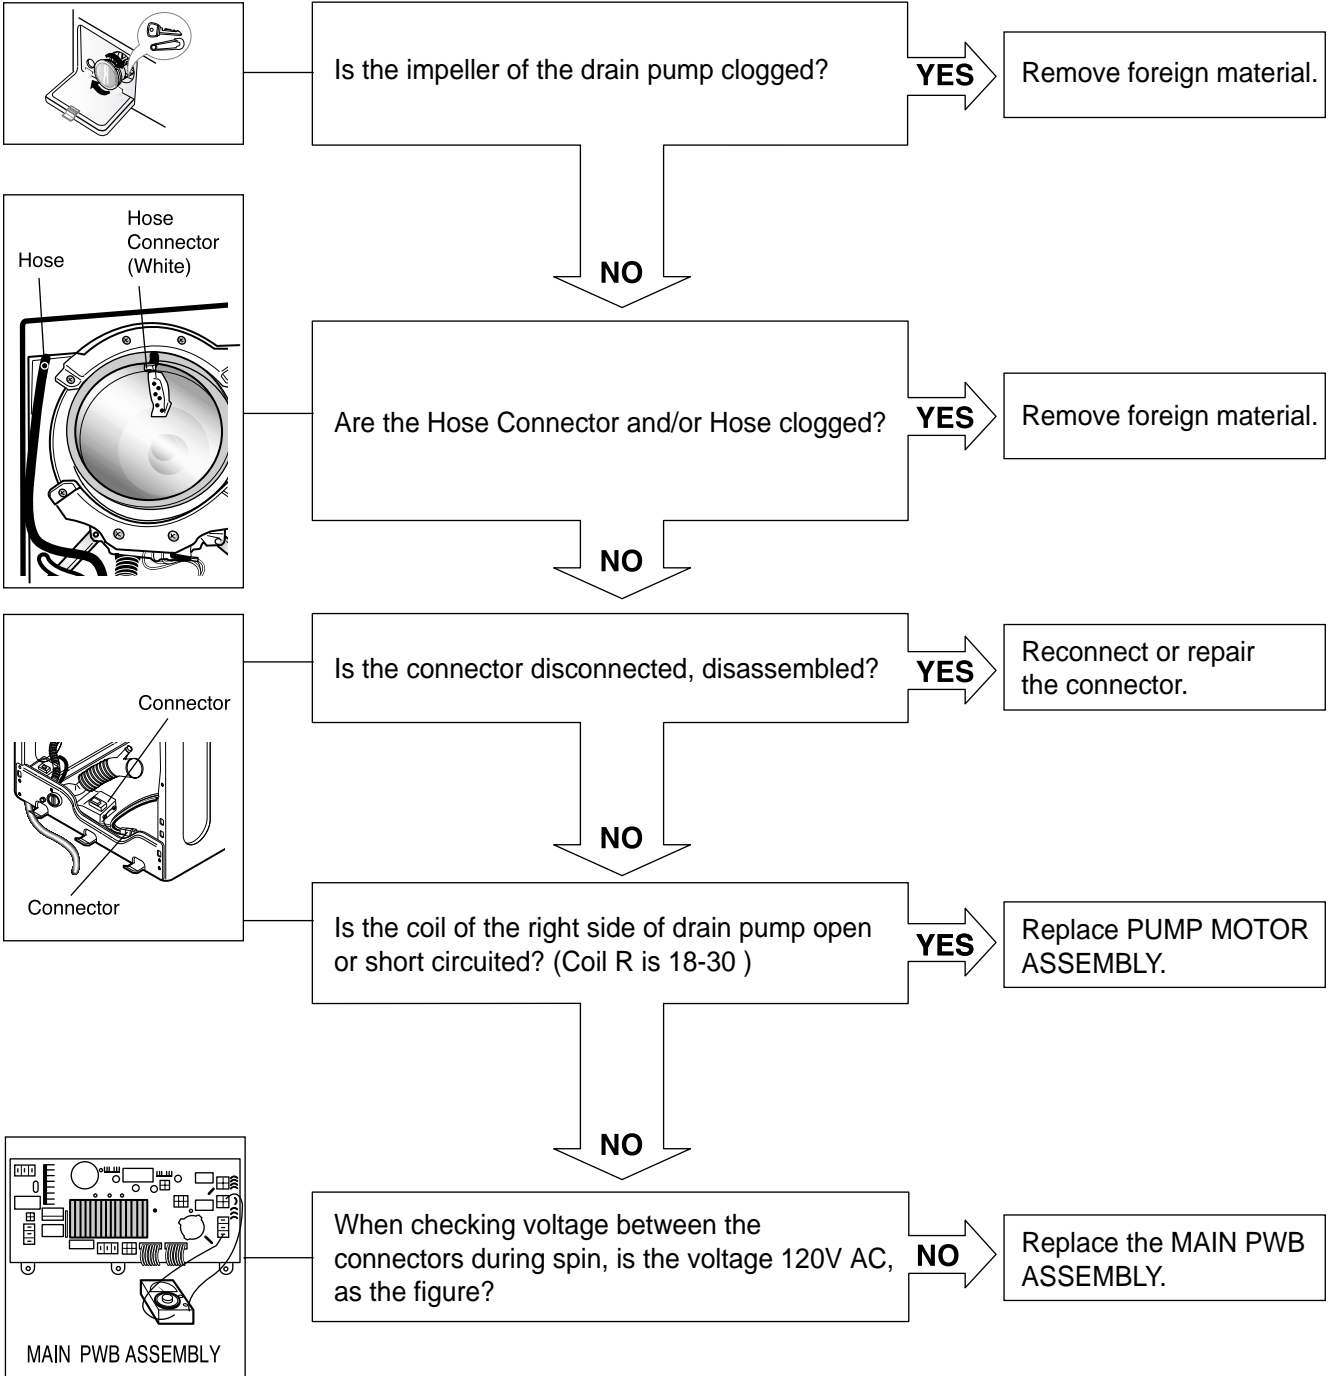 Is the impeller of the drain pump clogged?
YES
Remove foreign material.
NO
Hose
Hose
Connector
(White)
Are the Hose Connector and/or Hose clogged?
YES
Remove foreign material.
NO
Is the connector disconnected, disassembled?
YES
Reconnect or repair
the connector.
Connector
Connector
NO
Is the coil of the right side of drain pump open
or short circuited? (Coil R is 18-30 )
YES
Replace PUMP MOTOR
ASSEMBLY.
NO
When checking voltage between the
connectors during spin, is the voltage 120V AC,
as the figure?
NO
Replace the MAIN PWB
ASSEMBLY.
MAIN PWB ASSEMBLY